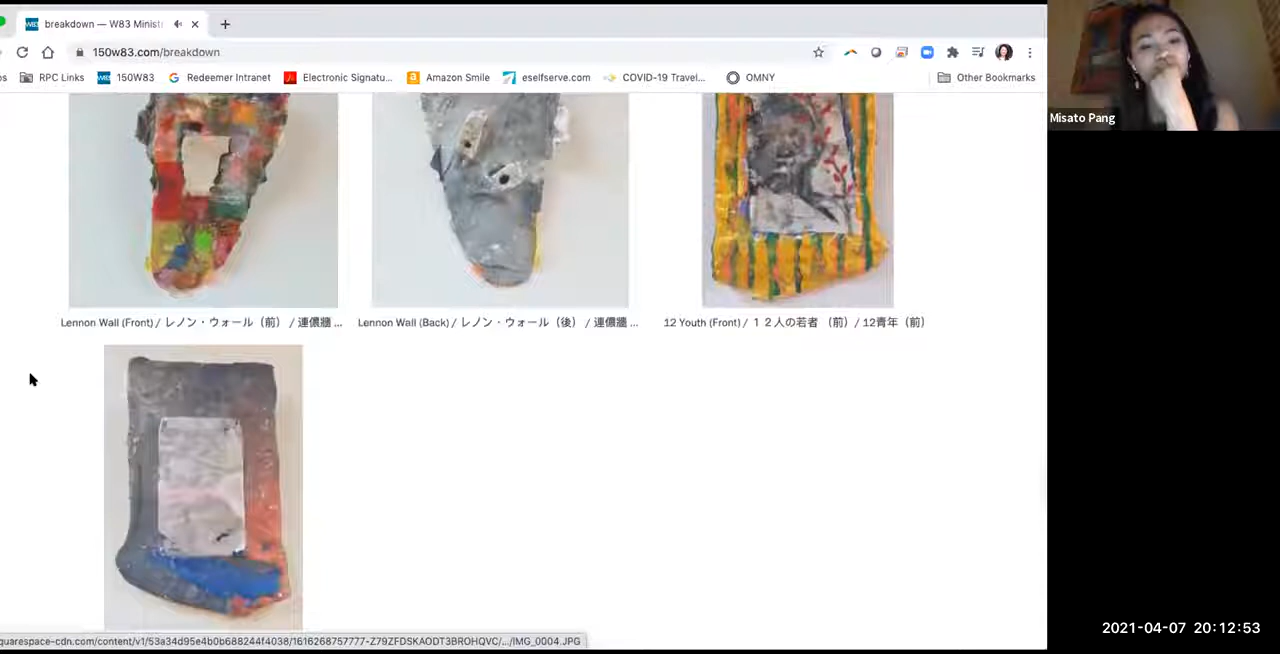 breakdown — W83 Ministr
150w83.com/breakdown
os
RPC Links
W83
150W83
Redeemer Intranet
Electronic Signatu...
Amazon Smile
eselfserve.com
COVID-19 Travel...
OMNY
Other Bookmarks
Misato Pang
Lennon Wall (Front) / レノン・ウォール（前） / 連儂牆 ...
Lennon Wall (Back) / レノン・ウォール（後） / 連儂牆 ...
12 Youth (Front) / １２人の若者 （前）/ 12青年（前）
quarespace-cdn.com/content/v1/53a34d95e4b0b688244f4038/1616268757777-Z79ZFDSKAODT3BROHQVC/.../IMG_0004.JPG
2021-04-07 20:12:53